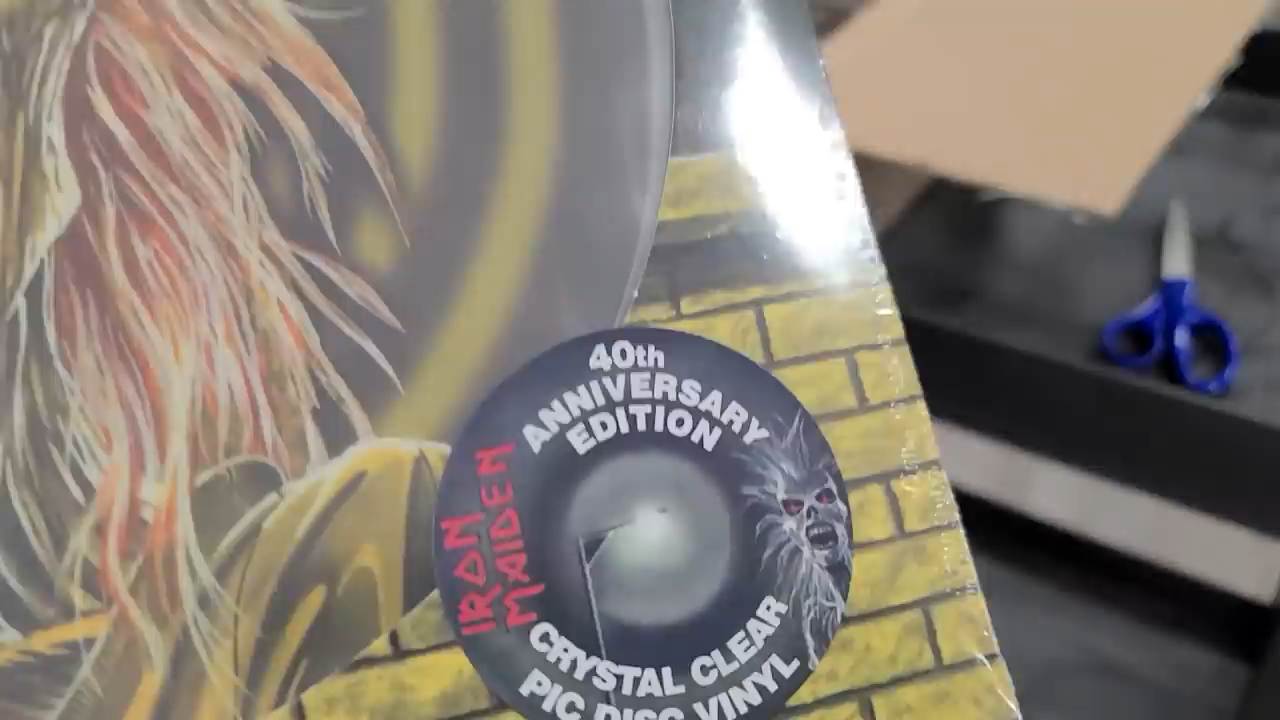 40th
ANNIVERSARY
EDITION
IRON
MAIDEN
CRYSTAL CLEAR
PIC DISC VINYL